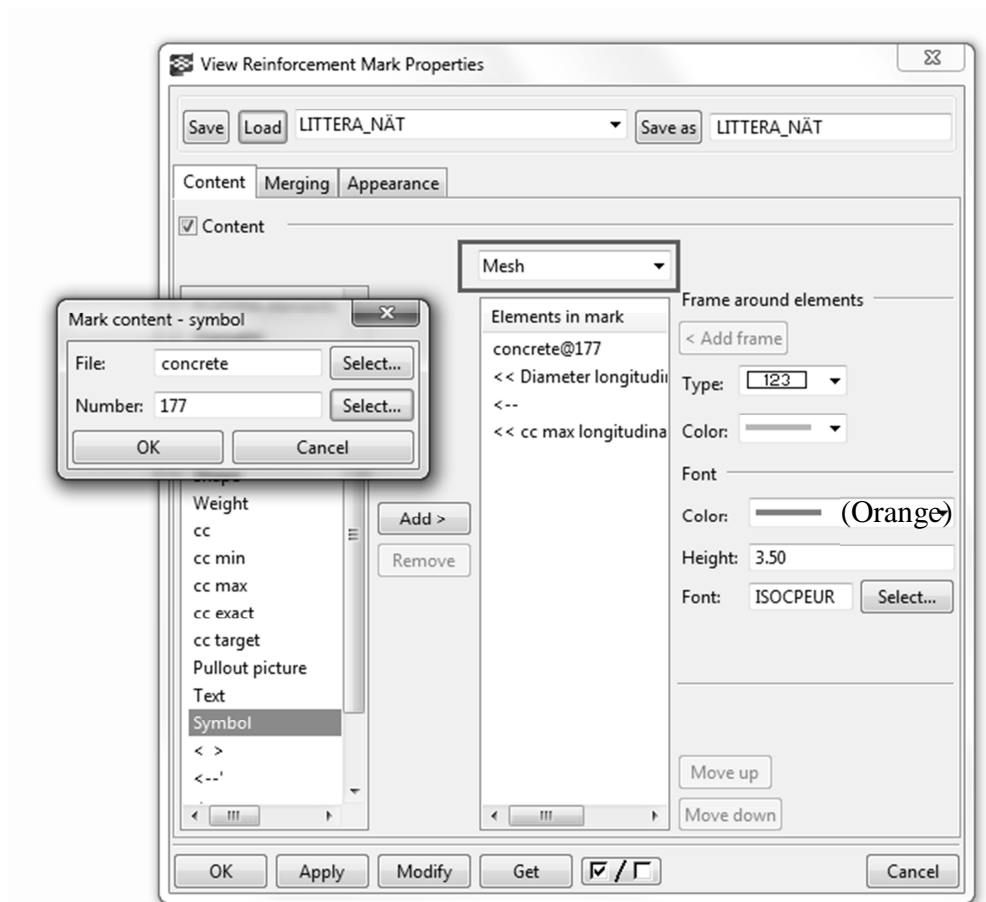 View Reinforcement Mark Properties
Save Load LITTERA_NÄT Save as LITTERA_NÄT
Content Merging Appearance
Content
Mesh
Mark content - symbol
File: concrete Select...
Number: 177 Select...
OK Cancel
Weight
cc
cc min
cc max
cc exact
cc target
Pullout picture
Text
Symbol
< >
<--'
Add >
Remove
Elements in mark
concrete@177
<< Diameter longitudi
<--
<< cc max longitudina
Frame around elements
< Add frame
Type: 123
Color:
Font
Color: (Orange)
Height: 3.50
Font: ISOCPEUR Select...
Move up
Move down
OK Apply Modify Get / Cancel